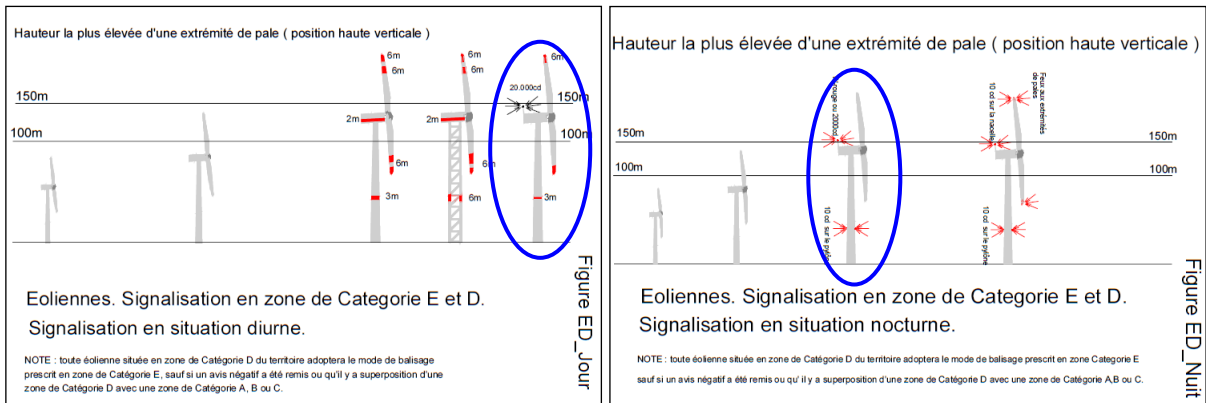 Hauteur la plus élevée d'une extrémité de pale ( position haute verticale )
6m
6m
6m
6m
6m
20.000cd
150m
150m
2m
2m
100m
100m
6m
6m
3m
6m
3m
Eoliennes. Signalisation en zone de Categorie E et D.
Signalisation en situation diurne.
NOTE : toute éolienne située en zone de Catégorie D du territoire adoptera le mode de balisage
prescrit en zone de Catégorie E, sauf si un avis négatif a été remis ou qu'il y a superposition d'une
zone de Catégorie D avec une zone de Catégorie A, B ou C.
Figure ED_Jour
Hauteur la plus élevée d'une extrémité de pale ( position haute verticale )
rouge ou 2000cd
10 cd sur la nacelle
Feux aux extrémités
de pales
150m
150m
100m
100m
10 cd sur le pylône
10 cd sur le pylône
Eoliennes. Signalisation en zone de Categorie E et D.
Signalisation en situation nocturne.
NOTE : toute éolienne située en zone de Catégorie D du territoire adoptera le mode de balisage prescrit en zone Categorie E
sauf si un avis négatif a été remis ou qu' il y a superposition d'une zone de Catégorie D avec une zone de Catégorie A,B ou C.
Figure ED_Nuit